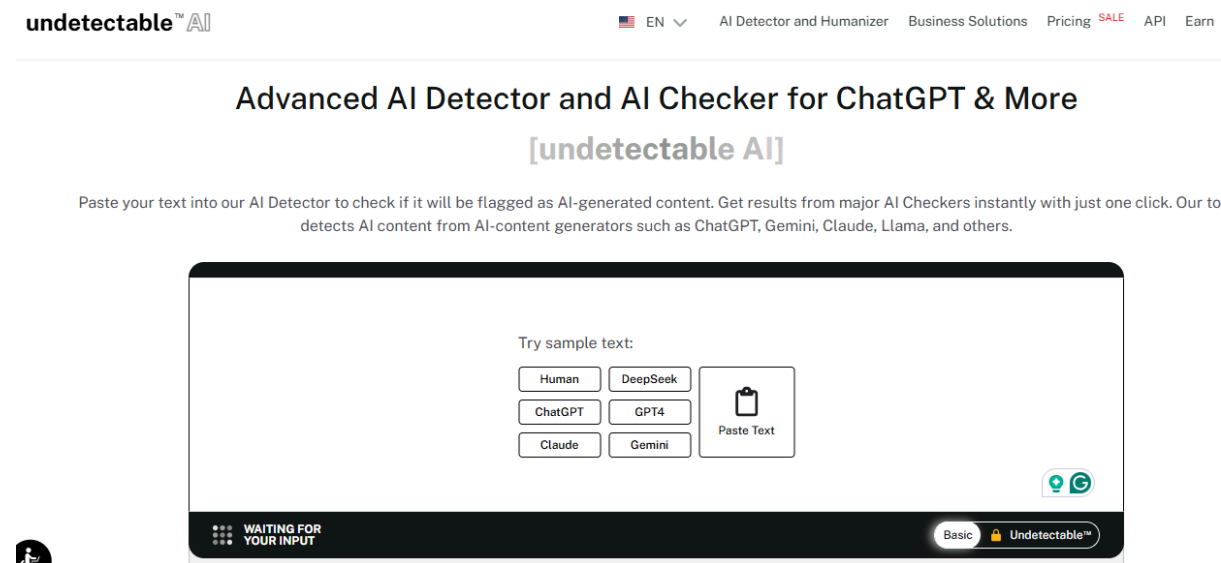 undetectable™ AI
EN
AI Detector and Humanizer
Business Solutions
Pricing SALE
API
Earn
Advanced AI Detector and AI Checker for ChatGPT & More
[undetectable AI]
Paste your text into our AI Detector to check if it will be flagged as AI-generated content. Get results from major AI Checkers instantly with just one click. Our to
detects AI content from AI-content generators such as ChatGPT, Gemini, Claude, Llama, and others.
Try sample text:
Human
DeepSeek
ChatGPT
GPT4
Claude
Gemini
Paste Text
G
WAITING FOR
YOUR INPUT
Basic
Undetectable™